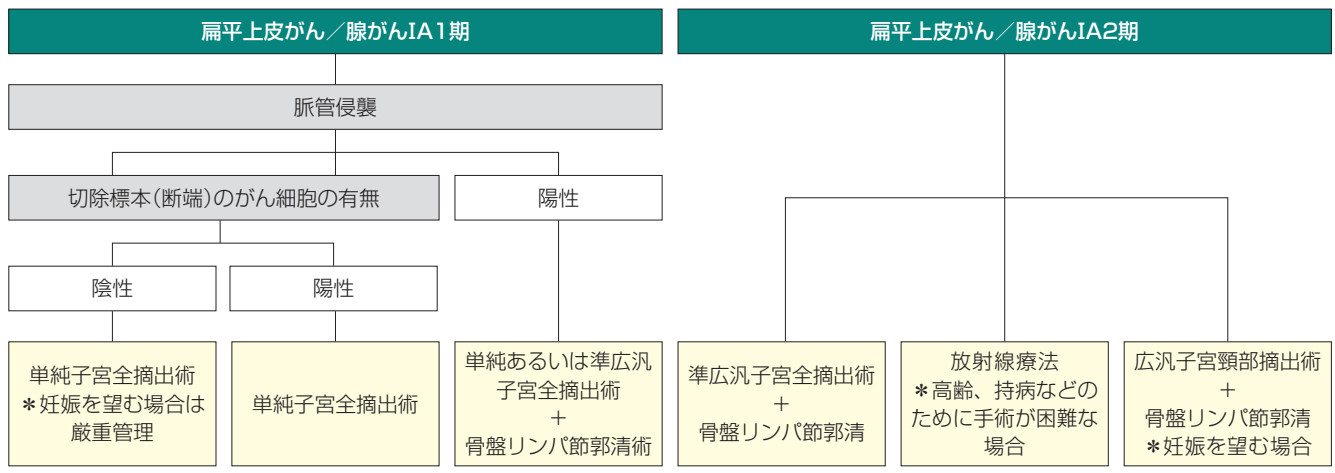 扁平上皮がん／腺がんIA1期
脈管侵襲
切除標本（断端）のがん細胞の有無
陽性
陰性
陽性
単純子宮全摘出術
＊妊娠を望む場合は
厳重管理
単純子宮全摘出術
単純あるいは準広汎
子宮全摘出術
＋
骨盤リンパ節郭清術
扁平上皮がん／腺がんIA2期
準広汎子宮全摘出術
＋
骨盤リンパ節郭清
放射線療法
＊高齢、持病などの
ために手術が困難な
場合
広汎子宮頸部摘出術
＋
骨盤リンパ節郭清
＊妊娠を望む場合